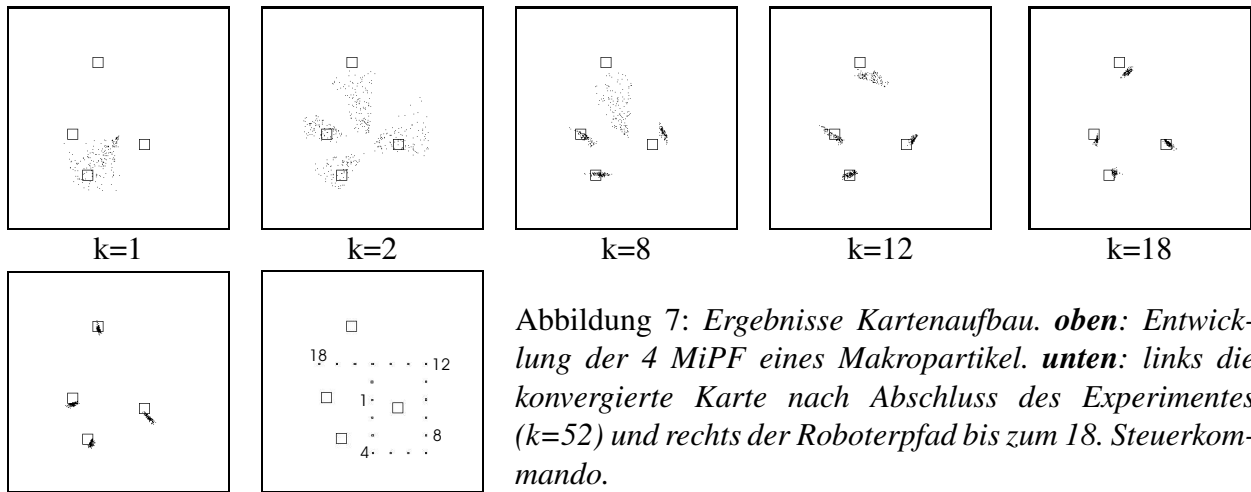 k=1
k=2
k=8
k=12
k=18
18
12
1
8
4
Abbildung 7: Ergebnisse Kartenaufbau. oben: Entwick-
lung der 4 MiPF eines Makropartikel. unten: links die
konvergierte Karte nach Abschluss des Experimentes
(k=52) und rechts der Roboterpfad bis zum 18. Steuerkom-
mando.